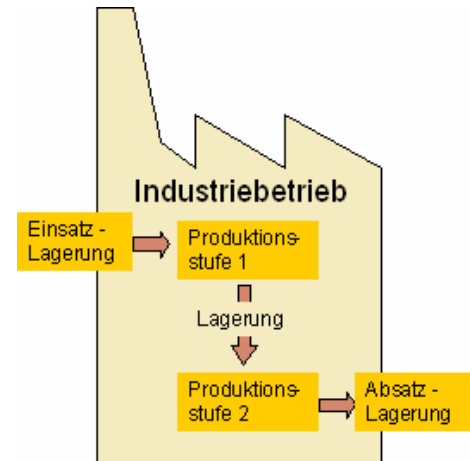 Industriebetrieb
Einsatz -
Lagerung
Produktions-
stufe 1
Lagerung
Produktions-
stufe 2
Absatz -
Lagerung